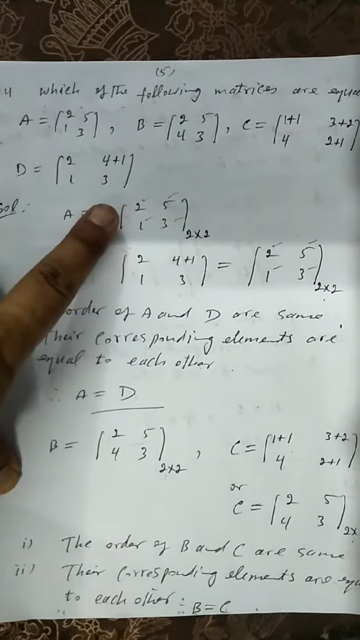 (5)
4 which of the following matrices are equal
A = [2 5
1 3], B = [2 5
4 3], C = [1+1 3+2
4 2+1]
D = [2 4+1
1 3]
Sol:
A = [2 5
1 3]2×2
[2 4+1
1 3] = [2 5
1 3]2×2
order of A and D are same
Their corresponding elements are
equal to each other.
∴ A = D
B = [2 5
4 3]2×2 , C = [1+1 3+2
4 2+1]
or
C = [2 5
4 3]2×
i) The order of B and C are same
ii) Their corresponding elements are equa
to each other ∴ B = C.